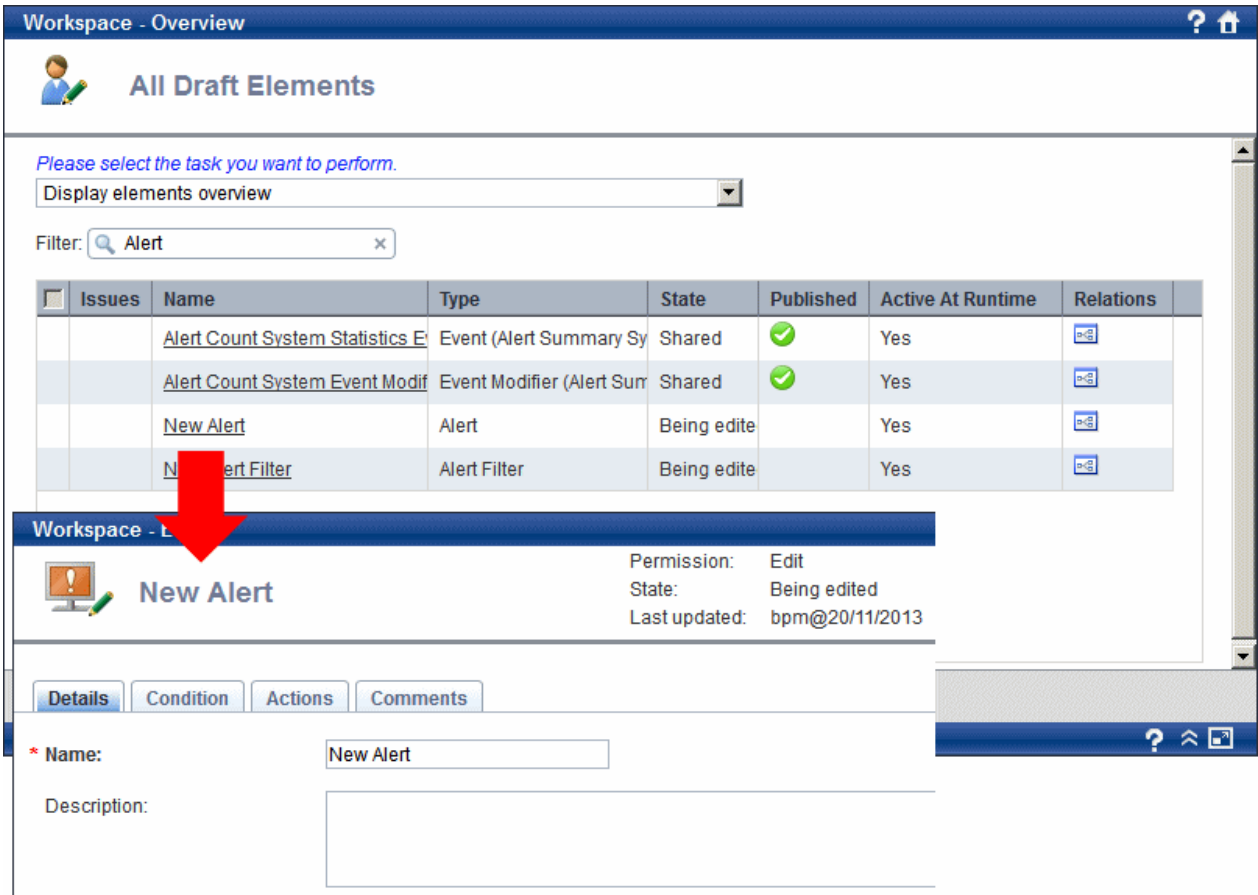 Workspace - Overview
All Draft Elements
Please select the task you want to perform.
Display elements overview
Filter: Alert
Issues Name Type State Published Active At Runtime Relations
Alert Count System Statistics Event (Alert Summary Sy Shared Yes
Alert Count System Event Modif Event Modifier (Alert Sum Shared Yes
New Alert Alert Being edite Yes
Filter Alert Filter Being edite Yes
Workspace -
New Alert
Permission: Edit
State: Being edited
Last updated: bpm@20/11/2013
Details Condition Actions Comments
* Name: New Alert
Description: